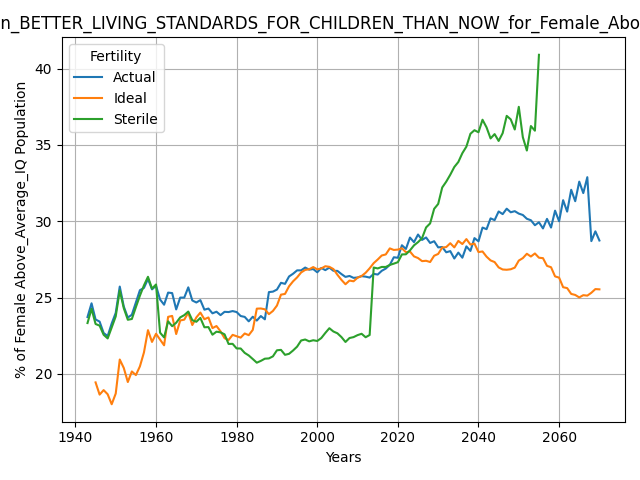 n_BETTER_LIVING_STANDARDS_FOR_CHILDREN_THAN_NOW_for_Female_Abo
% of Female Above_Average_IQ Population
40
35
30
25
20
Fertility
Actual
Ideal
Sterile
1940 1960 1980 2000 2020 2040 2060
Years